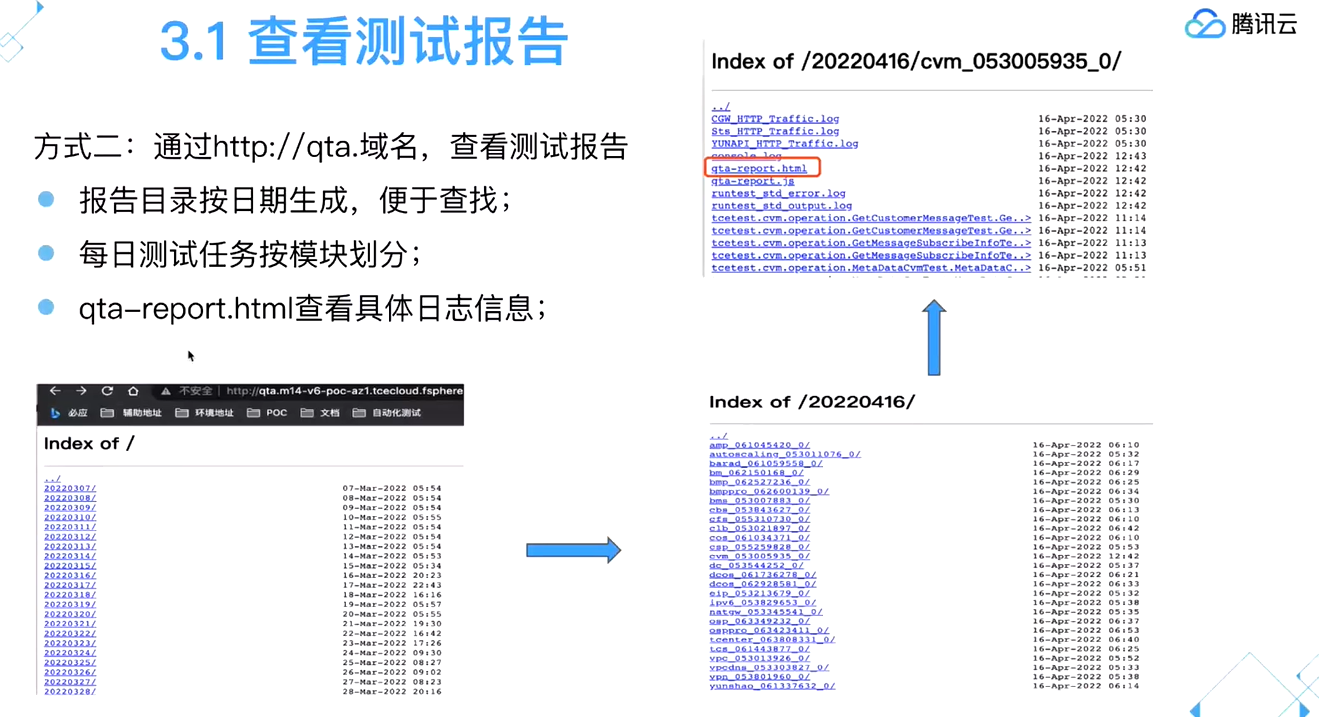 3.1 查看测试报告
腾讯云
方式二：通过http://qta.域名，查看测试报告
报告目录按日期生成，便于查找；
每日测试任务按模块划分；
qta-report.html查看具体日志信息；
不安全 | http://qta.m14-v6-poc-az1.tcecloud.fsphere
必应 辅助地址 环境地址 POC 文档 自动化测试
Index of /
../
20220307/ 07-Mar-2022 05:54
20220308/ 08-Mar-2022 05:54
20220309/ 09-Mar-2022 05:54
20220310/ 10-Mar-2022 05:55
20220311/ 11-Mar-2022 05:54
20220312/ 12-Mar-2022 05:54
20220313/ 13-Mar-2022 05:54
20220314/ 14-Mar-2022 05:53
20220315/ 15-Mar-2022 05:34
20220316/ 16-Mar-2022 20:23
20220317/ 17-Mar-2022 22:43
20220318/ 18-Mar-2022 16:16
20220319/ 19-Mar-2022 05:57
20220320/ 20-Mar-2022 05:55
20220321/ 21-Mar-2022 19:30
20220322/ 22-Mar-2022 16:42
20220323/ 23-Mar-2022 17:26
20220324/ 24-Mar-2022 09:30
20220325/ 25-Mar-2022 08:27
20220326/ 26-Mar-2022 09:02
20220327/ 27-Mar-2022 08:23
20220328/ 28-Mar-2022 20:16
Index of /20220416/cvm_053005935_0/
../
CGW_HTTP_Traffic.log 16-Apr-2022 05:30
Sts_HTTP_Traffic.log 16-Apr-2022 05:30
YUNAPI_HTTP_Traffic.log 16-Apr-2022 05:30
console.log 16-Apr-2022 12:43
qta-report.html 16-Apr-2022 12:42
qta-report.js 16-Apr-2022 12:42
runtest_std_error.log 16-Apr-2022 12:42
runtest_std_output.log 16-Apr-2022 12:42
tcetest.cvm.operation.GetCustomerMessageTest.Ge..> 16-Apr-2022 11:14
tcetest.cvm.operation.GetCustomerMessageTest.Ge..> 16-Apr-2022 11:14
tcetest.cvm.operation.GetMessageSubscribeInfoTe..> 16-Apr-2022 11:13
tcetest.cvm.operation.GetMessageSubscribeInfoTe..> 16-Apr-2022 11:13
tcetest.cvm.operation.MetaDataCvmTest.MetaDataC..> 16-Apr-2022 05:51
Index of /20220416/
../
amp_061045420_0/ 16-Apr-2022 06:10
autoscaling_053011076_0/ 16-Apr-2022 05:32
barad_061059558_0/ 16-Apr-2022 06:17
bm_062150168_0/ 16-Apr-2022 06:29
bmp_062527236_0/ 16-Apr-2022 06:25
bmppro_062600139_0/ 16-Apr-2022 06:34
bms_053007883_0/ 16-Apr-2022 05:30
cbs_053843627_0/ 16-Apr-2022 06:13
cfs_055310730_0/ 16-Apr-2022 06:10
clb_053021897_0/ 16-Apr-2022 06:42
cos_061034371_0/ 16-Apr-2022 06:10
csp_055259828_0/ 16-Apr-2022 05:53
cvm_053005935_0/ 16-Apr-2022 12:42
dc_053544252_0/ 16-Apr-2022 05:37
dcos_061736278_0/ 16-Apr-2022 06:21
dcos_062928581_0/ 16-Apr-2022 06:33
eip_053213679_0/ 16-Apr-2022 05:32
ipv6_053829653_0/ 16-Apr-2022 05:38
natgw_053345541_0/ 16-Apr-2022 05:35
osp_063349232_0/ 16-Apr-2022 06:37
osppro_063423411_0/ 16-Apr-2022 06:53
tcenter_063808331_0/ 16-Apr-2022 06:40
tcs_061443877_0/ 16-Apr-2022 06:25
vpc_053013926_0/ 16-Apr-2022 05:52
vpcdns_053303827_0/ 16-Apr-2022 05:33
vpn_053801960_0/ 16-Apr-2022 05:38
yunshao_061337632_0/ 16-Apr-2022 06:14